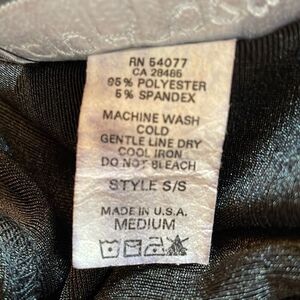 RN 54077
CA 28486
95% POLYESTER
5% SPANDEX
MACHINE WASH
COLD
GENTLE LINE DRY
COOL IRON
DO NOT BLEACH
STYLE S/S
MADE IN U.S.A.
MEDIUM